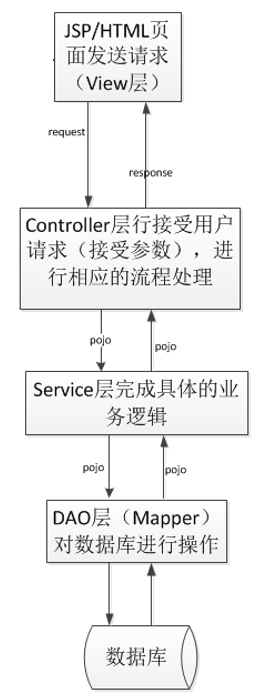 JSP/HTML页
面发送请求
（View层）
request
response
Controller层行接受用户
请求（接受参数），进
行相应的流程处理
pojo
pojo
Service层完成具体的业
务逻辑
pojo
pojo
DAO层（Mapper）
对数据库进行操作
数据库